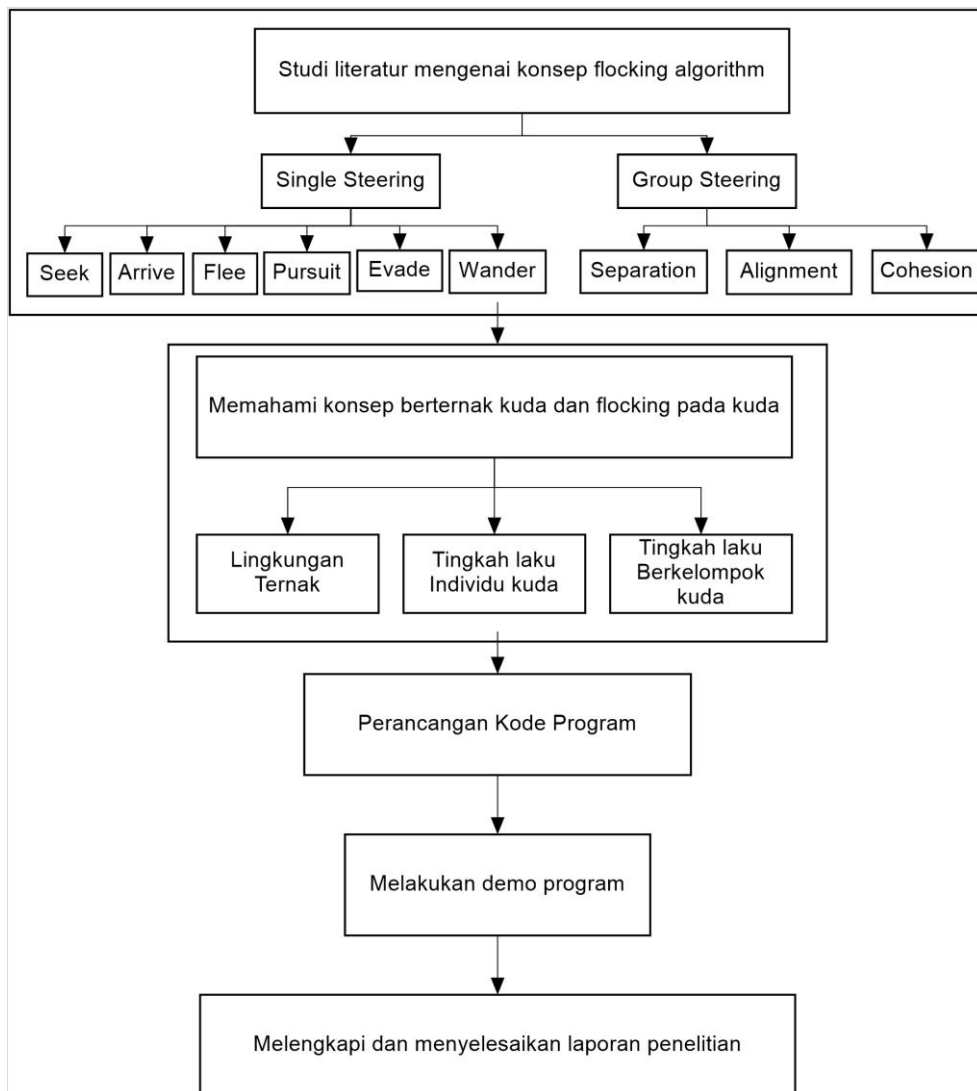 Studi literatur mengenai konsep flocking algorithm
Single Steering
Group Steering
Seek
Arrive
Flee
Pursuit
Evade
Wander
Separation
Alignment
Cohesion
Memahami konsep berternak kuda dan flocking pada kuda
Lingkungan
Ternak
Tingkah laku
Individu kuda
Tingkah laku
Berkelompok
kuda
Perancangan Kode Program
Melakukan demo program
Melengkapi dan menyelesaikan laporan penelitian